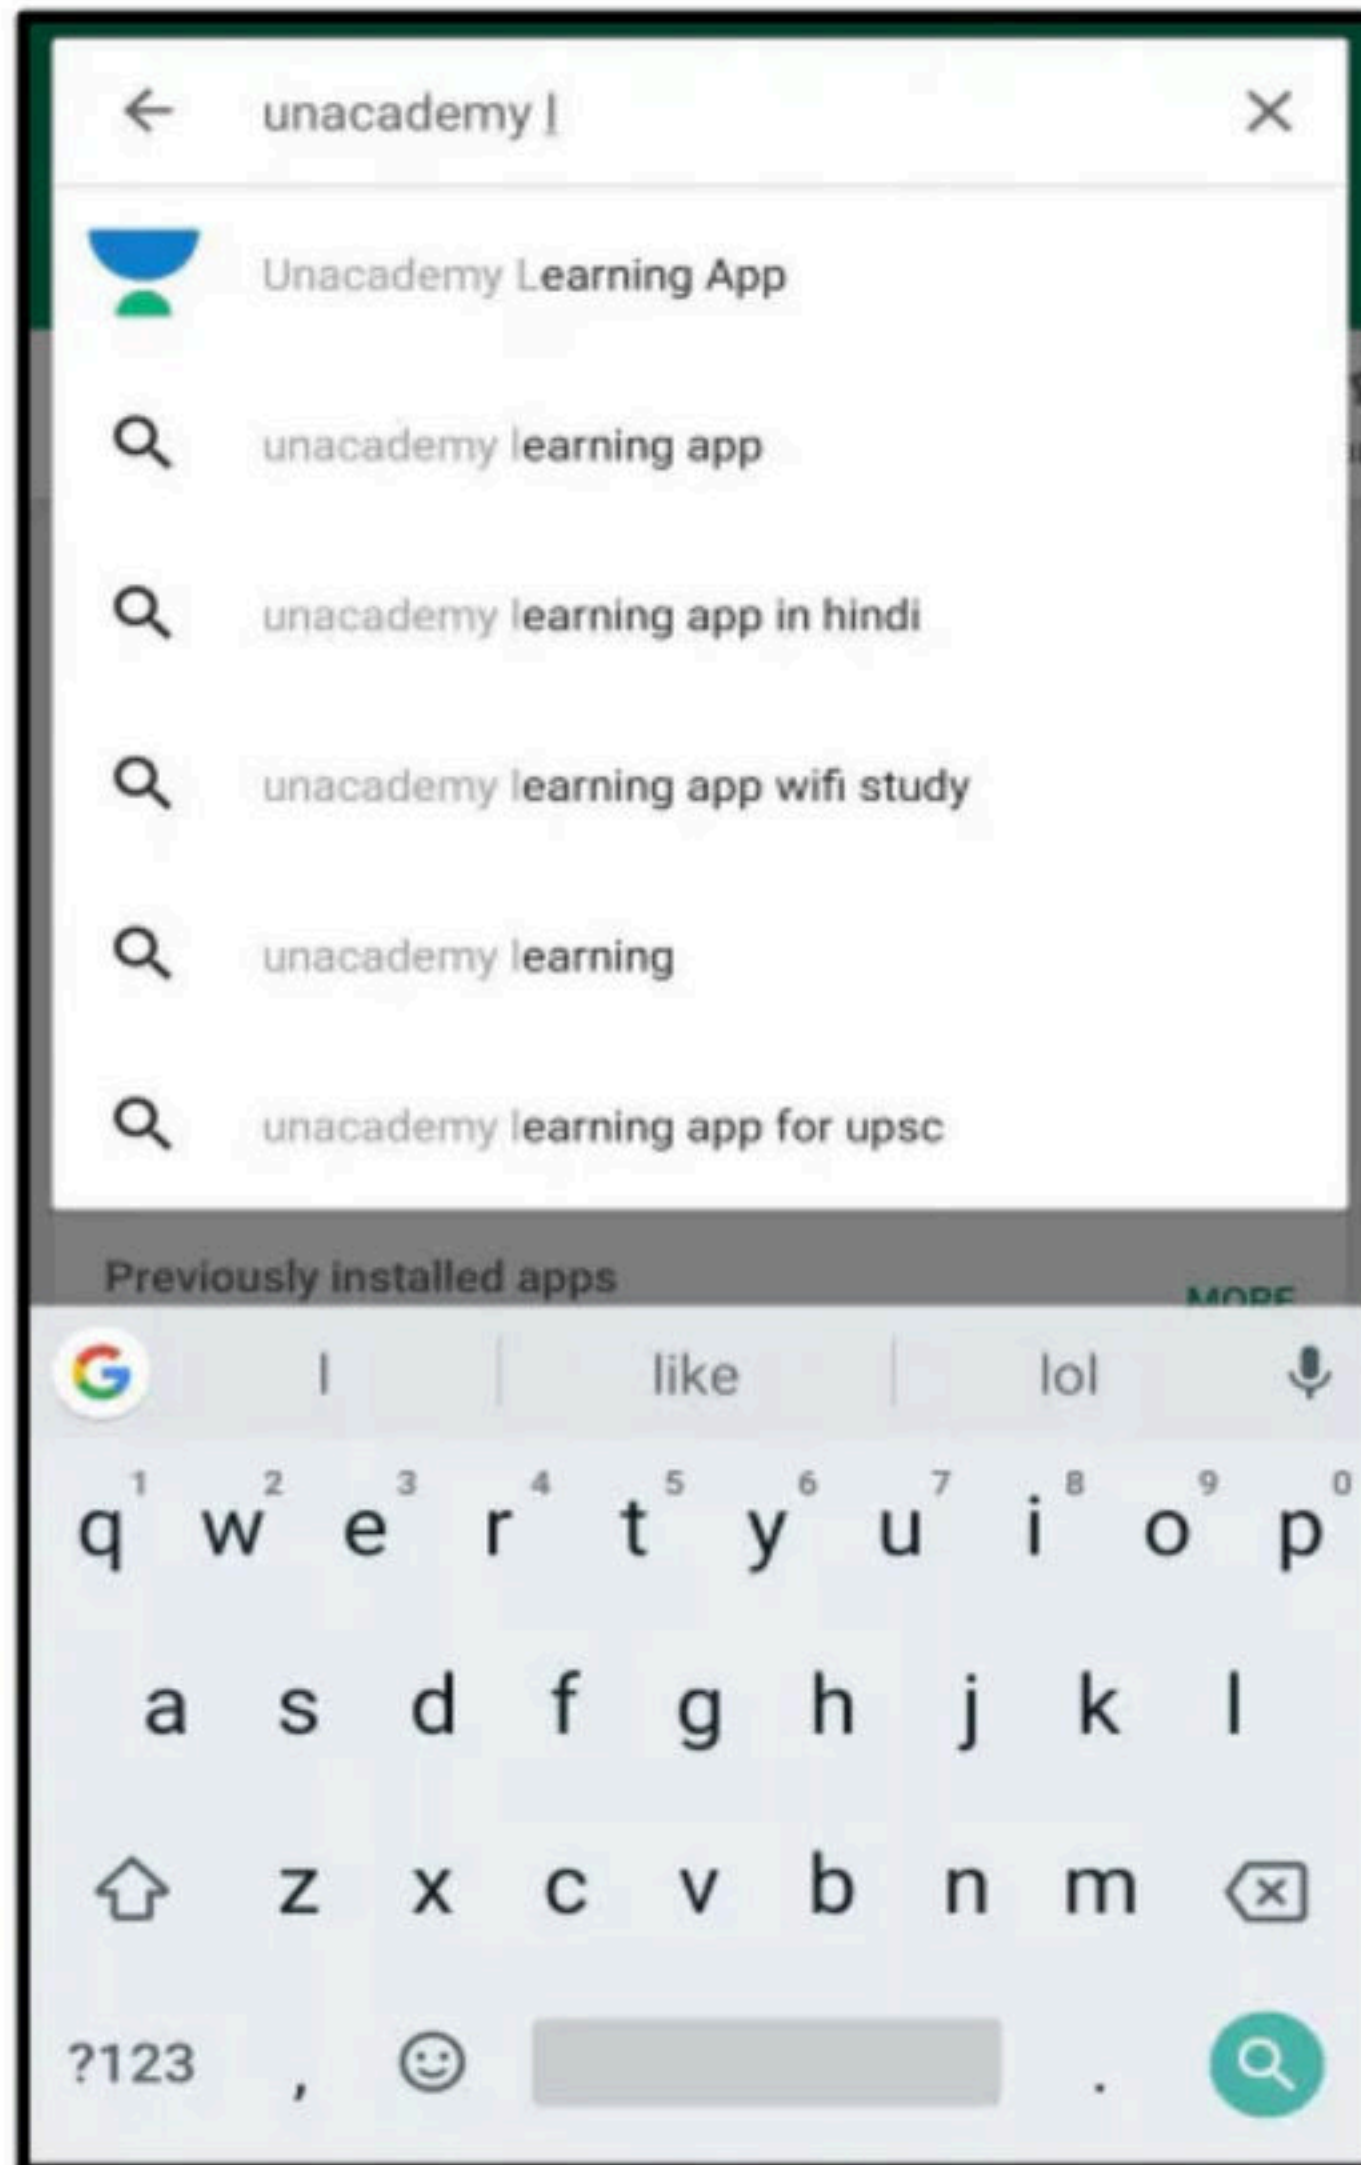 unacademy l
Unacademy Learning App
unacademy learning app
unacademy learning app in hindi
unacademy learning app wifi study
unacademy learning
unacademy learning app for upsc
Previously installed apps
MORE
l like lol
1 2 3 4 5 6 7 8 9 0
q w e r t y u i o p
a s d f g h j k l
z x c v b n m
?123 , .